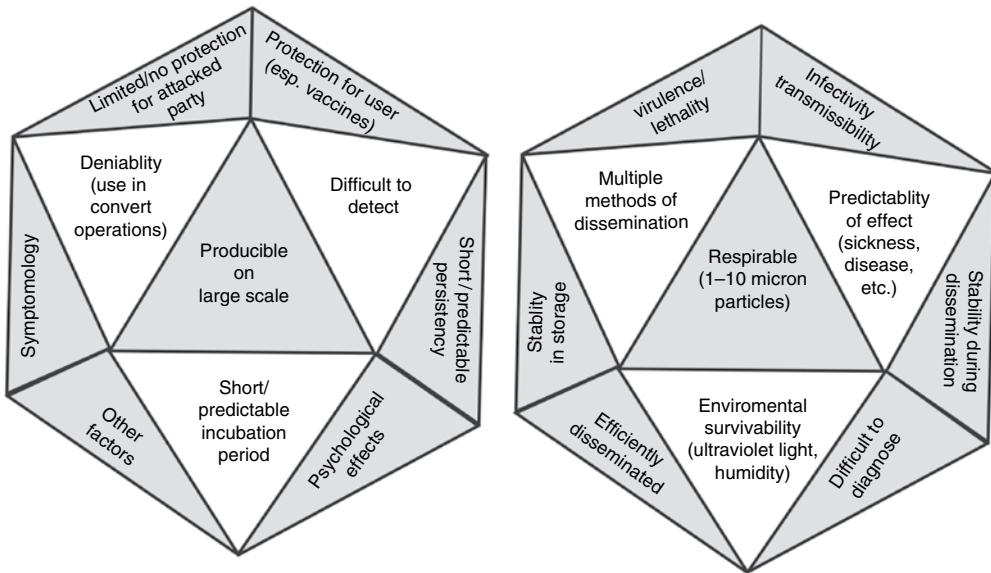 Limited/no protection
for attacked
party
Protection for user
(esp. vaccines)
Deniablity
(use in
convert
operations)
Difficult to
detect
Symptomology
Producible
on
large scale
Short / predictable
persistency
Other
factors
Short/
predictable
incubation
period
Psychological
effects
virulence/
lethality
Infectivity
transmissibility
Multiple
methods of
dissemination
Predictablity
of effect
(sickness,
disease,
etc.)
Stablity
in storage
Respirable
(1–10 micron
particles)
Stability during
dissemination
Efficiently
disseminated
Enviromental
survivability
(ultraviolet light,
humidity)
Difficult to
diagnose